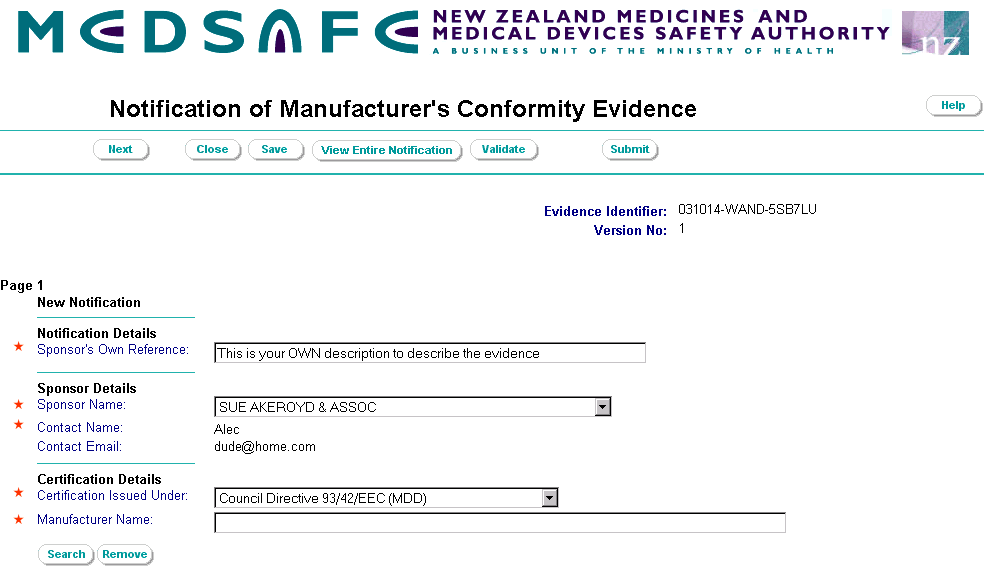 MEDSAFE
NEW ZEALAND MEDICINES AND
MEDICAL DEVICES SAFETY AUTHORITY
A BUSINESS UNIT OF THE MINISTRY OF HEALTH
nz
Notification of Manufacturer's Conformity Evidence
Help
Next Close Save View Entire Notification Validate Submit
Evidence Identifier: 031014-WAND-5SB7LU
Version No: 1
Page 1
New Notification
Notification Details
Sponsor's Own Reference: This is your OWN description to describe the evidence
Sponsor Details
Sponsor Name: SUE AKEROYD & ASSOC
Contact Name: Alec
Contact Email: dude@home.com
Certification Details
Certification Issued Under: Council Directive 93/42/EEC (MDD)
Manufacturer Name:
Search Remove